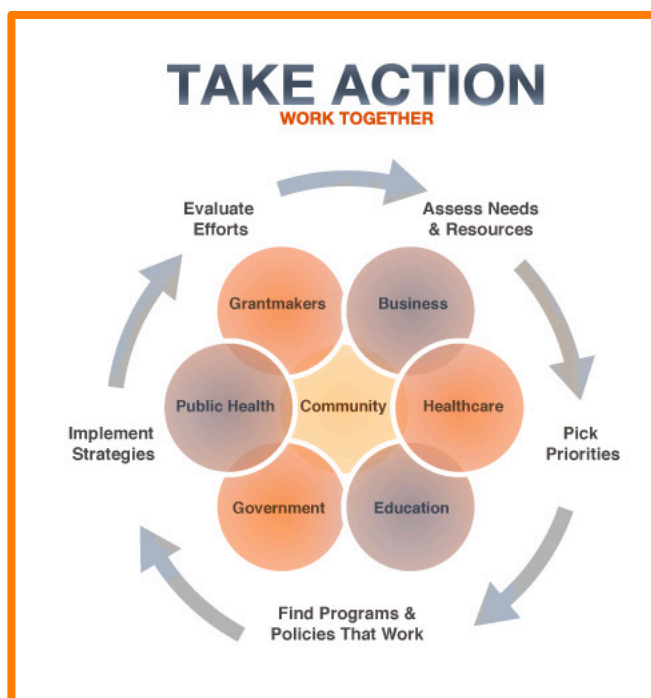 TAKE ACTION
WORK TOGETHER
Evaluate
Efforts
Assess Needs
& Resources
Grantmakers
Business
Public Health
Community
Healthcare
Implement
Strategies
Pick
Priorities
Government
Education
Find Programs &
Policies That Work